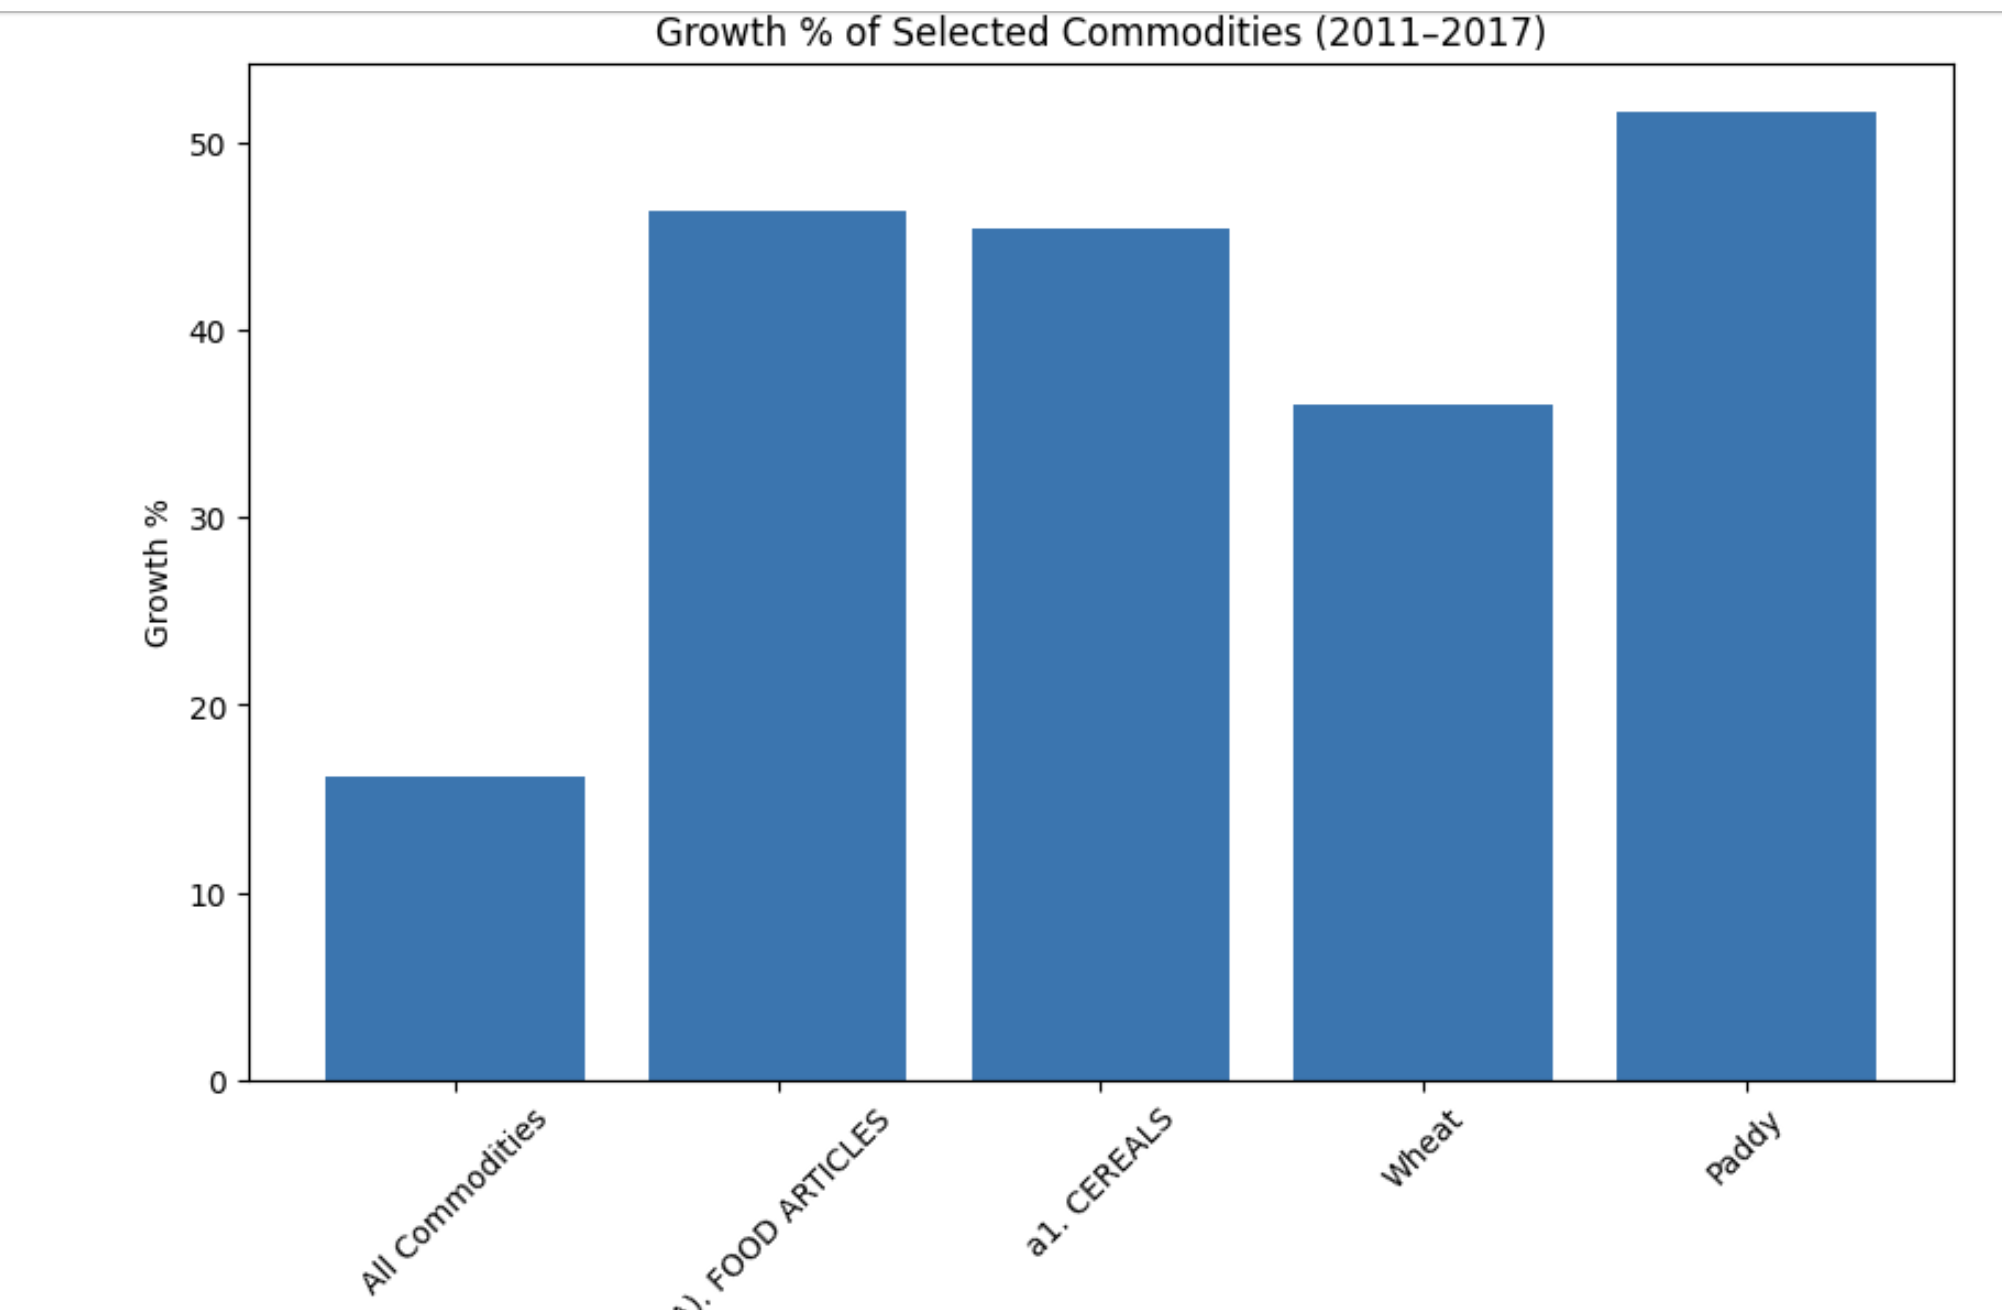 Growth % of Selected Commodities (2011–2017)
Growth %
50
40
30
20
10
0
All Commodities
). FOOD ARTICLES
a1. CEREALS
Wheat
Paddy